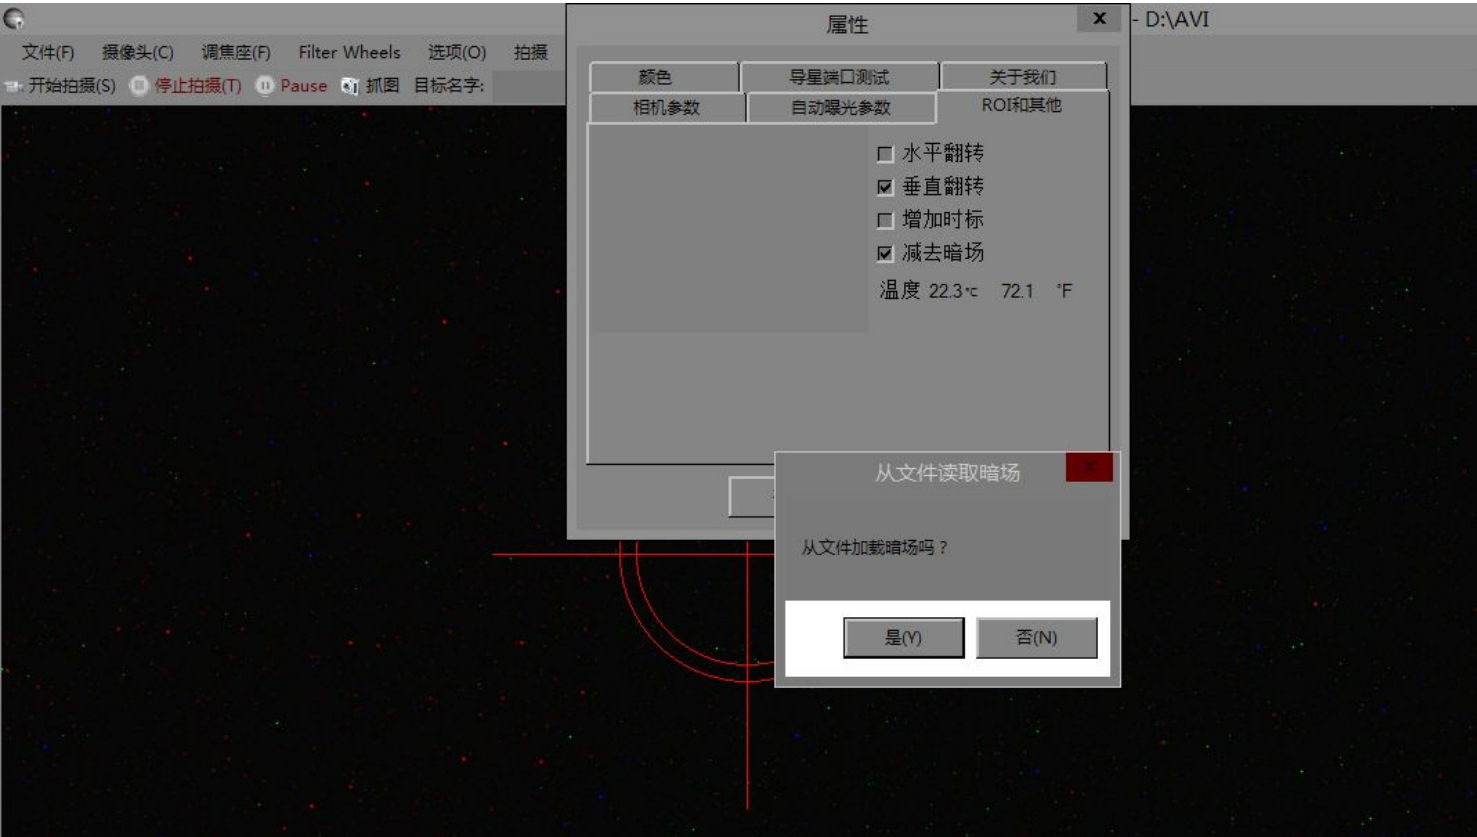 属性
- D:\AVI
文件(F) 摄像头(C) 调焦座(F) Filter Wheels 选项(O) 拍摄
开始拍摄(S) 停止拍摄(T) Pause 抓图 目标名字:
颜色 导星端口测试 关于我们
相机参数 自动曝光参数 ROI和其他
水平翻转
垂直翻转
增加时标
减去暗场
温度 22.3℃ 72.1 °F
从文件读取暗场
从文件加载暗场吗？
是(Y) 否(N)